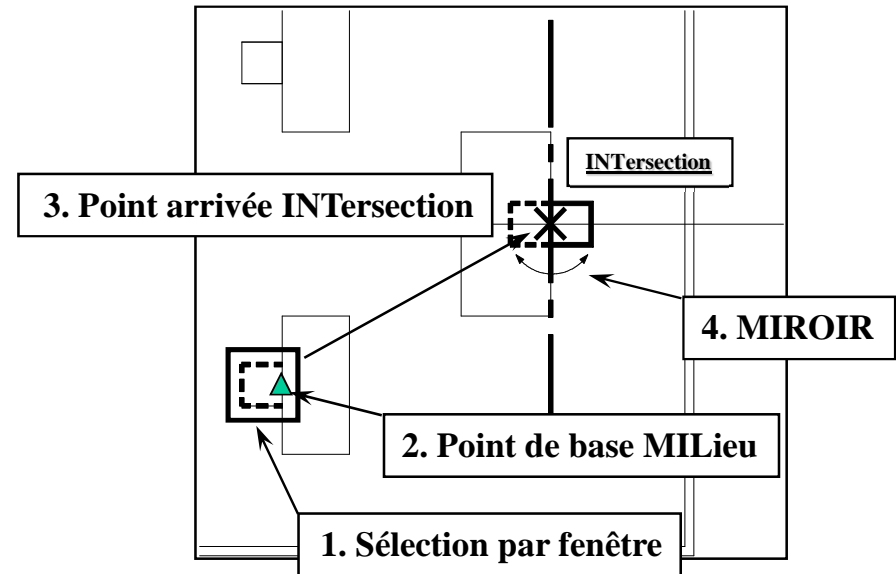 INTersection
3. Point arrivée INTersection
4. MIROIR
2. Point de base MILieu
1. Sélection par fenêtre